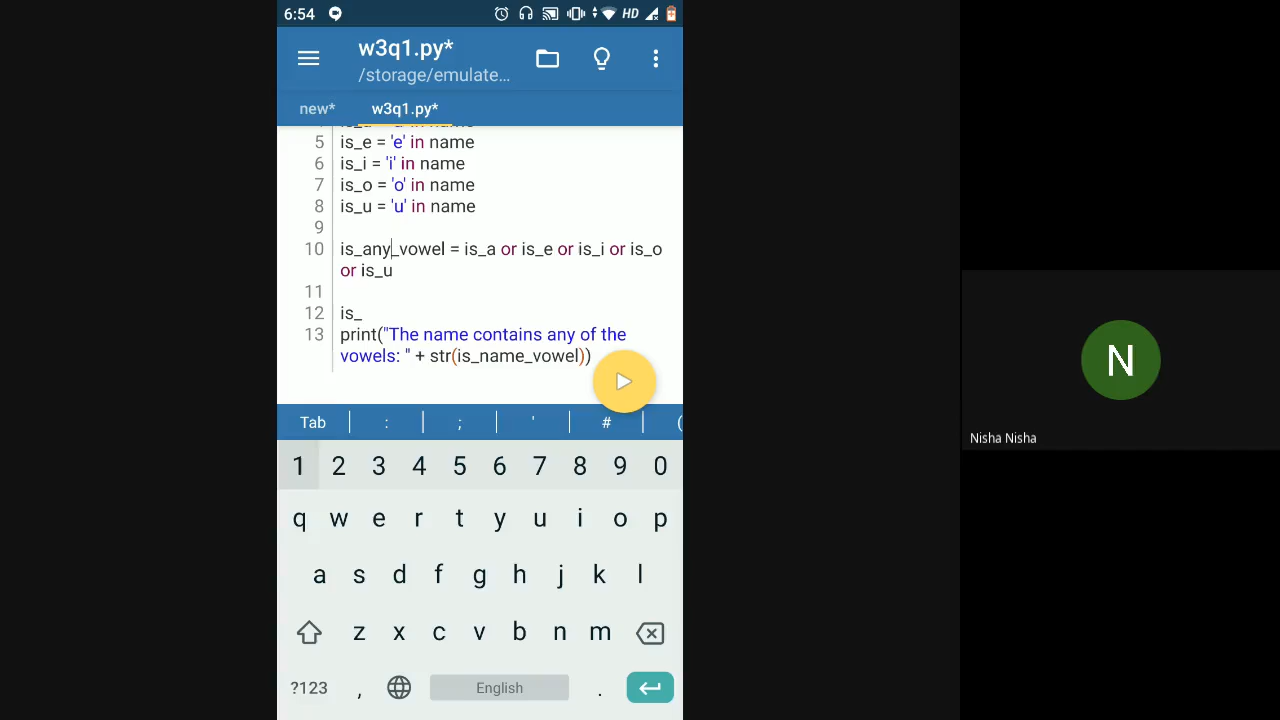 6:54 HD
w3q1.py*
/storage/emulate...
new* w3q1.py*
5 is_e = 'e' in name
6 is_i = 'i' in name
7 is_o = 'o' in name
8 is_u = 'u' in name
9
10 is_any_vowel = is_a or is_e or is_i or is_o
or is_u
11
12 is_
13 print("The name contains any of the
vowels: " + str(is_name_vowel))
Tab : ; ' # (
1 2 3 4 5 6 7 8 9 0
q w e r t y u i o p
a s d f g h j k l
z x c v b n m
?123 , English .
N
Nisha Nisha